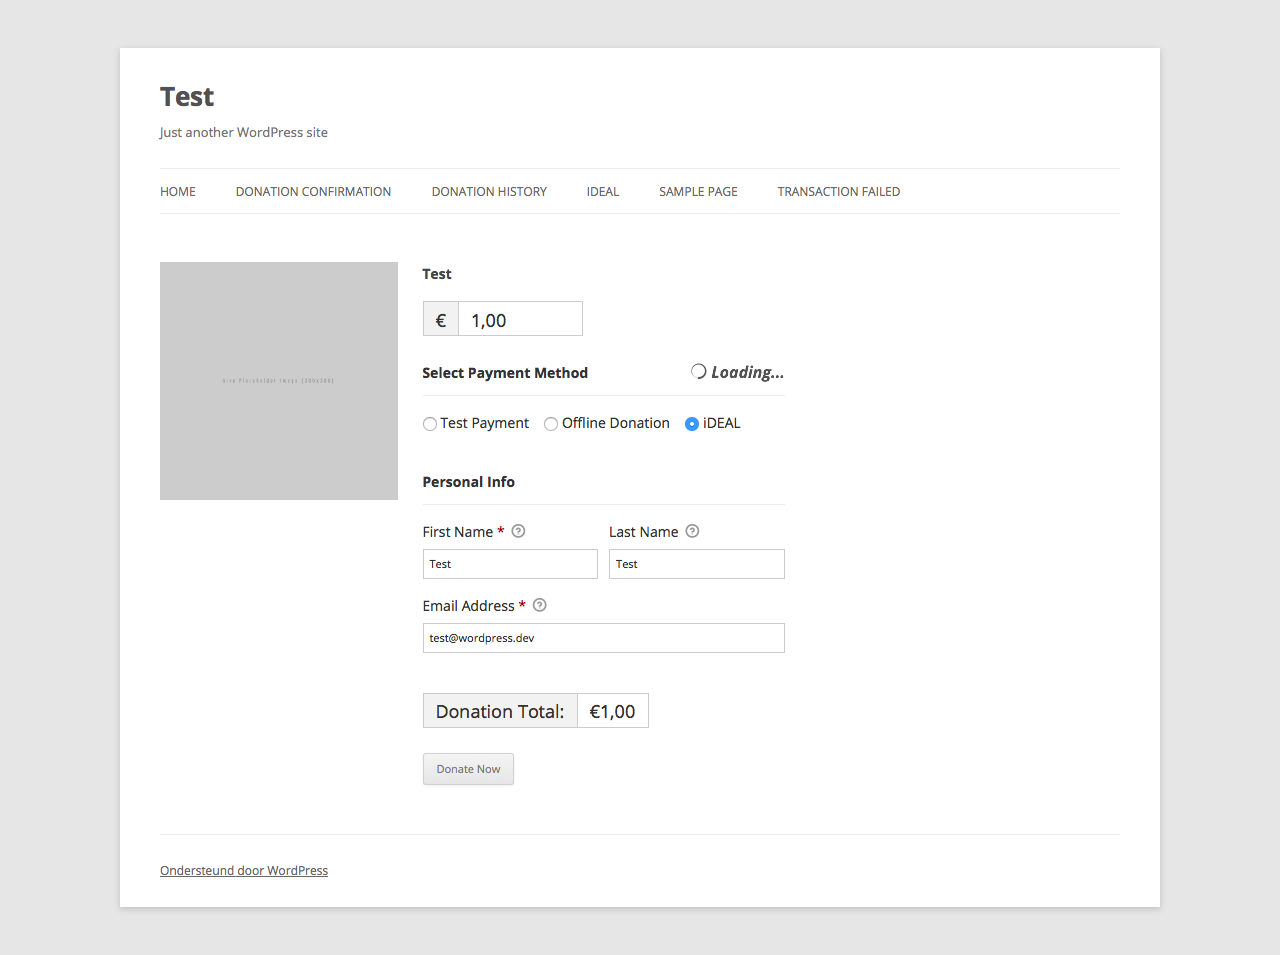 Test
Just another WordPress site
HOME DONATION CONFIRMATION DONATION HISTORY IDEAL SAMPLE PAGE TRANSACTION FAILED
Give Placeholder Image (300x300)
Test
€ 1,00
Select Payment Method Loading...
Test Payment Offline Donation iDEAL
Personal Info
First Name * Last Name
Test Test
Email Address *
test@wordpress.dev
Donation Total: €1,00
Donate Now
Ondersteund door WordPress